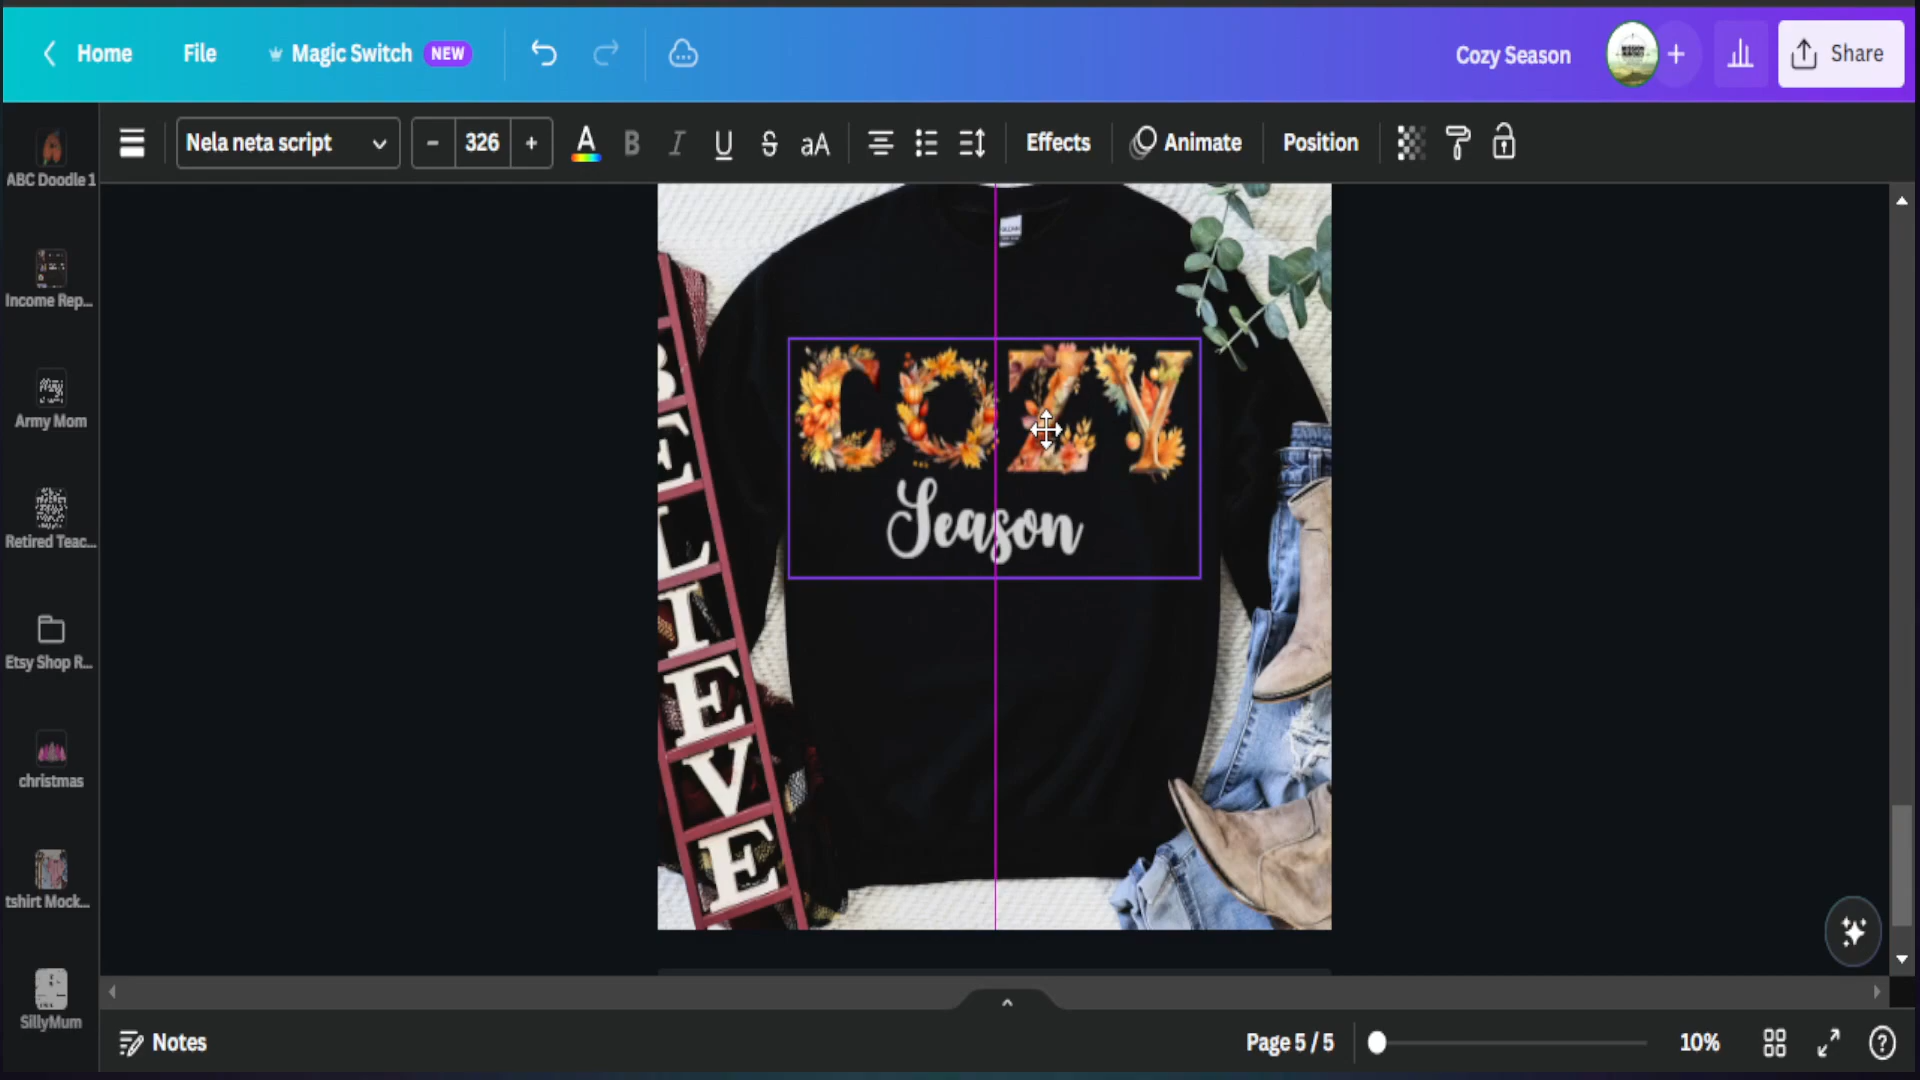 Home
File
Magic Switch
NEW
Cozy Season
Share
Nela neta script
326
A
B
I
U
S
aA
Effects
Animate
Position
ABC Doodle 1
Income Rep...
Army Mom
Retired Teac...
Etsy Shop R...
christmas
tshirt Mock...
SillyMum
COZY
Season
BELIEVE
Notes
Page 5 / 5
10%